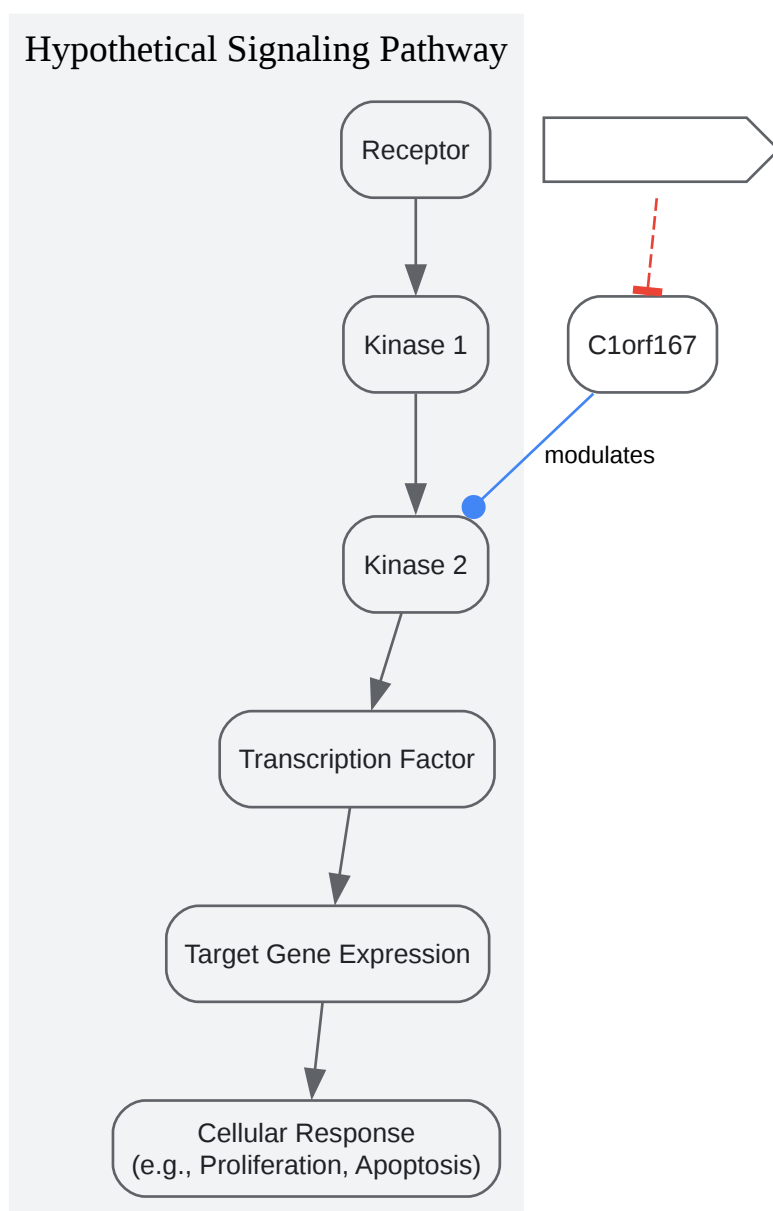 Hypothetical Signaling Pathway
Receptor
Kinase 1
C1orf167
modulates
Kinase 2
Transcription Factor
Target Gene Expression
Cellular Response
(e.g., Proliferation, Apoptosis)